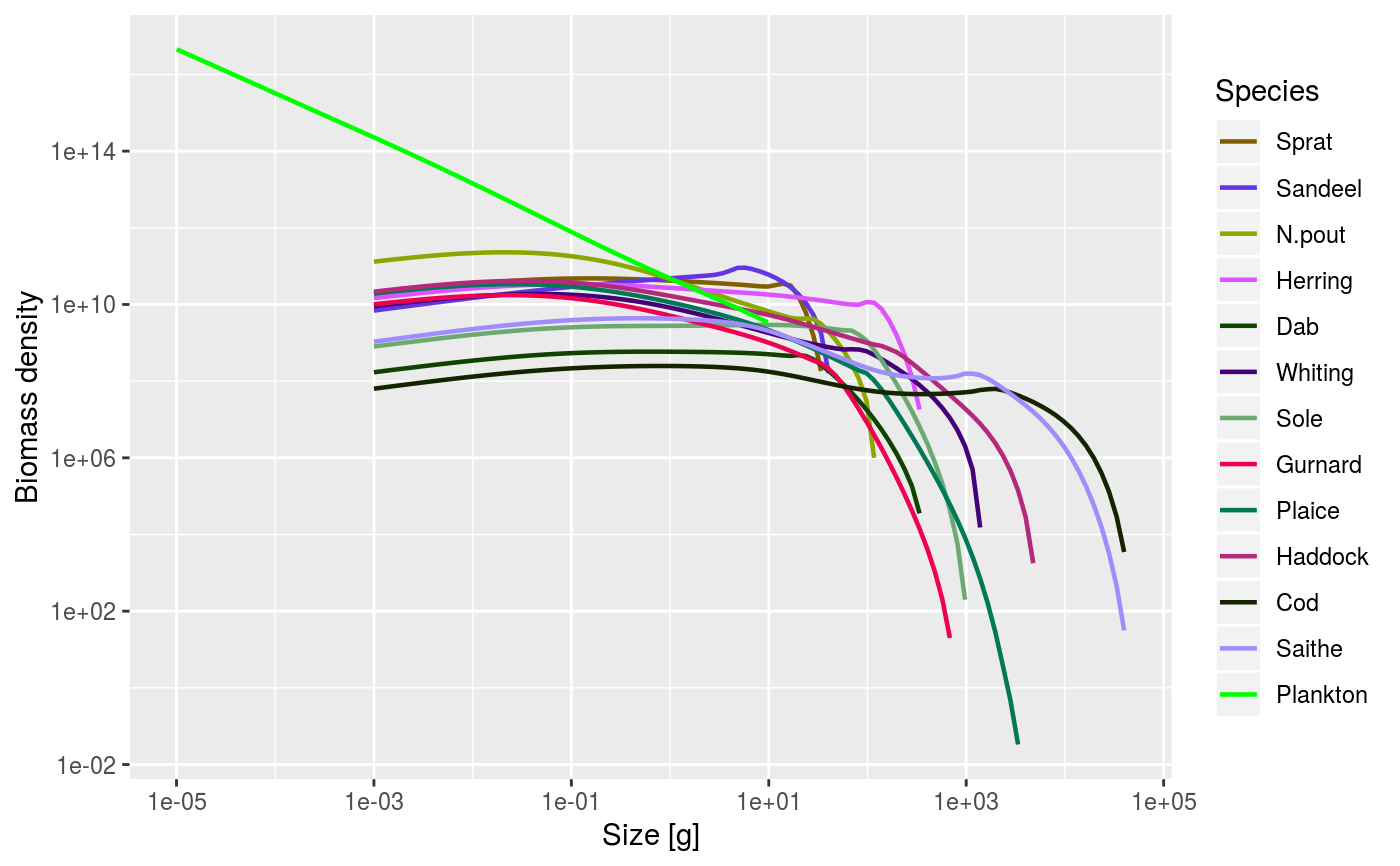 Biomass density
1e+14
1e+10
1e+06
1e+02
1e-02
1e-05
1e-03
1e-01
1e+01
1e+03
1e+05
Size [g]
Species
Sprat
Sandeel
N.pout
Herring
Dab
Whiting
Sole
Gurnard
Plaice
Haddock
Cod
Saithe
Plankton